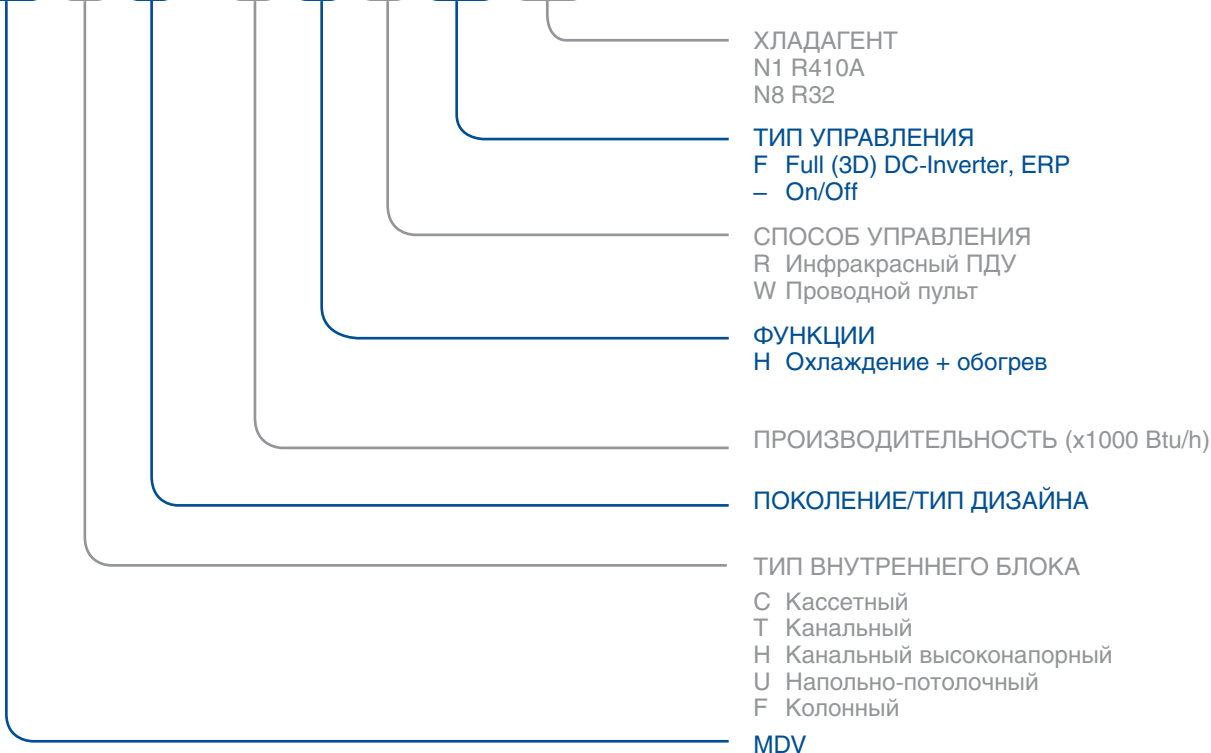 ХЛАДАГЕНТ
N1 R410A
N8 R32
ТИП УПРАВЛЕНИЯ
F Full (3D) DC-Inverter, ERP
– On/Off
СПОСОБ УПРАВЛЕНИЯ
R Инфракрасный ПДУ
W Проводной пульт
ФУНКЦИИ
H Охлаждение + обогрев
ПРОИЗВОДИТЕЛЬНОСТЬ (x1000 Btu/h)
ПОКОЛЕНИЕ/ТИП ДИЗАЙНА
ТИП ВНУТРЕННЕГО БЛОКА
C Кассетный
T Канальный
H Канальный высоконапорный
U Напольно-потолочный
F Колонный
MDV